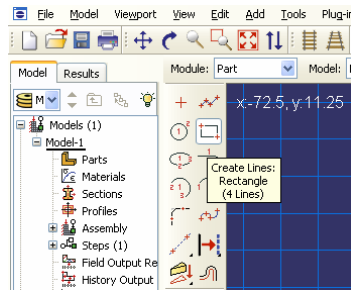 File Model Viewport View Edit Add Tools
Model Results
Module: Part Model:
x:-72.5, y:11.25
Models (1)
Model-1
Parts
Materials
Sections
Profiles
Assembly
Steps (1)
Field Output Re
History Output
Create Lines:
Rectangle
(4 Lines)